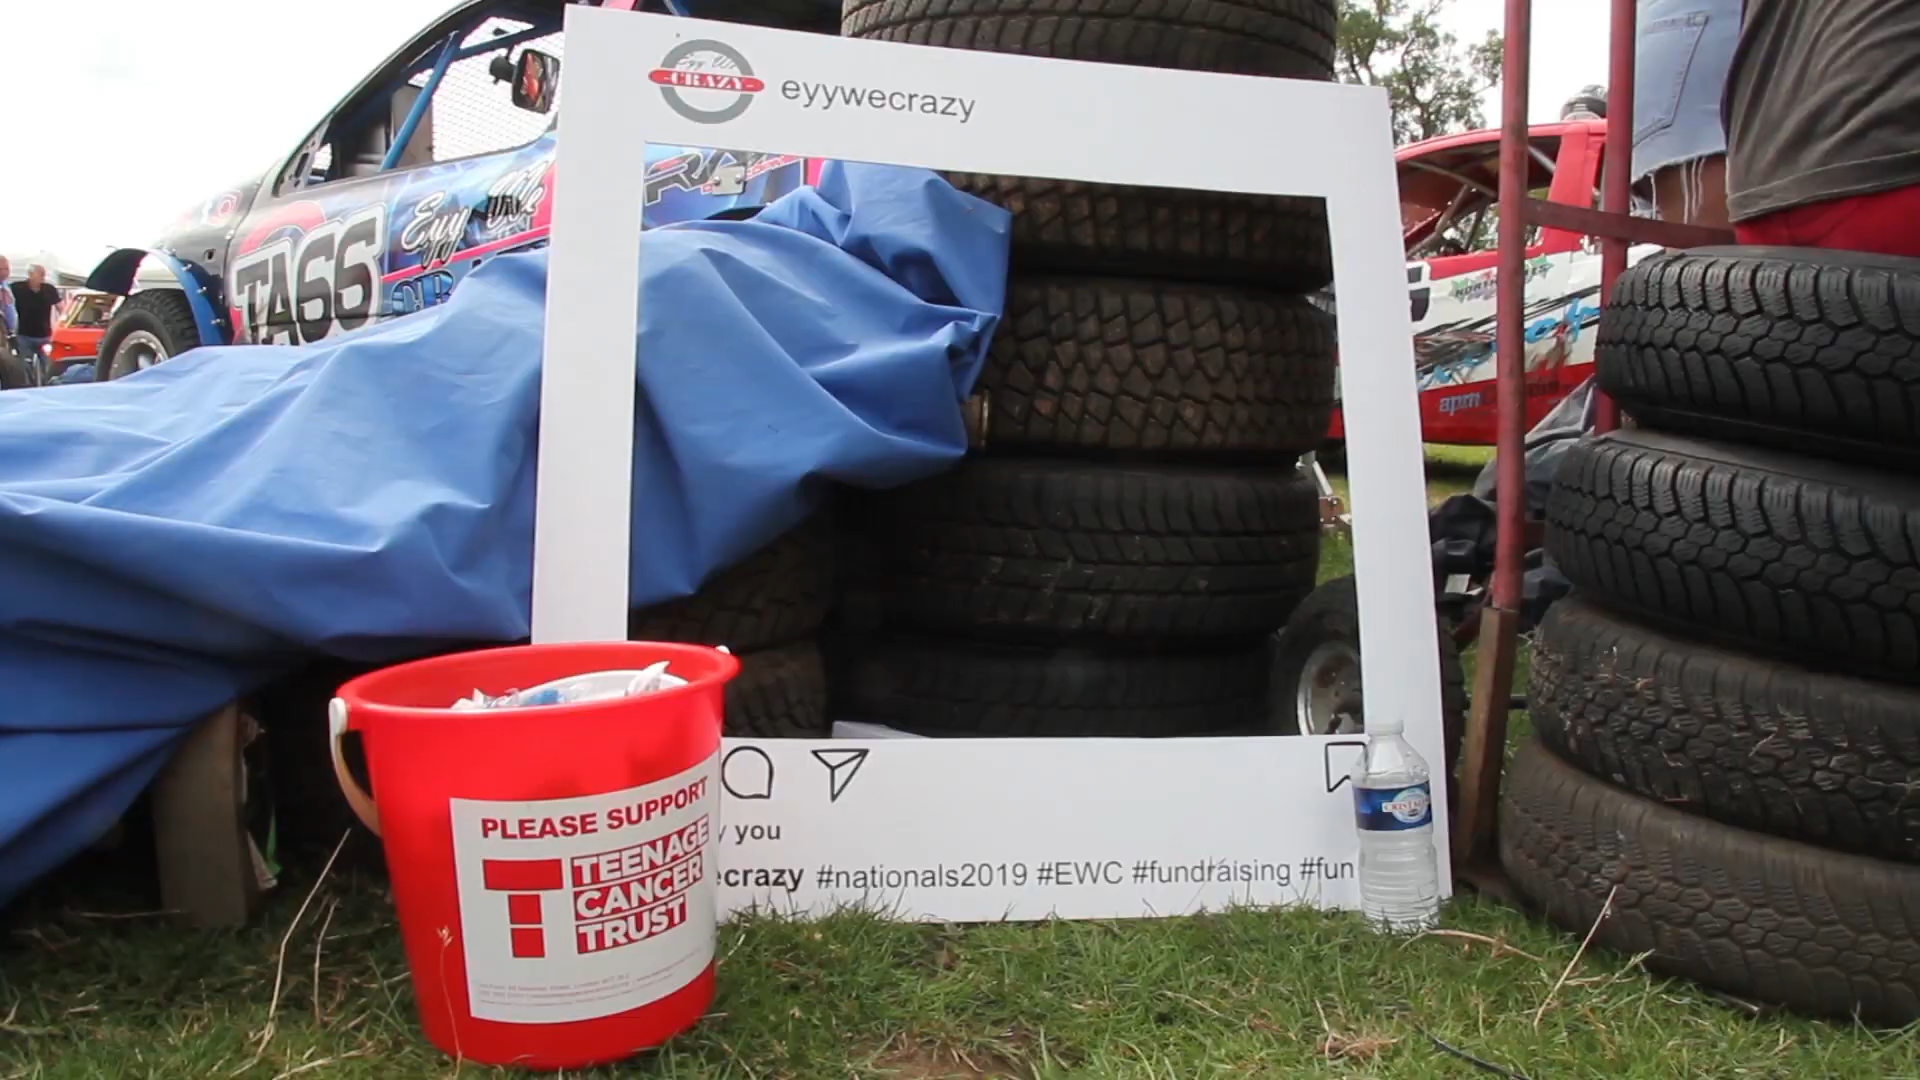 Eyy We
CRAZY
eyywecrazy
TA66
Eyy We
NORTH
apm
PLEASE SUPPORT
TEENAGE
CANCER
TRUST
y you
ecrazy #nationals2019 #EWC #fundraising #fun